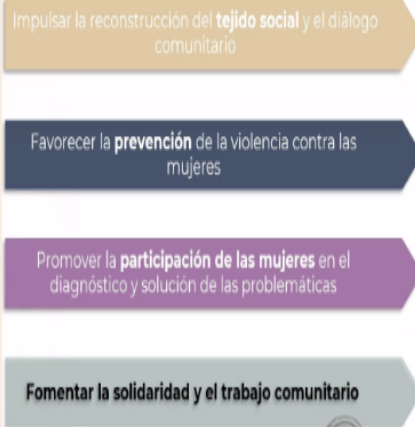 Impulsar la reconstrucción del tejido social y el diálogo
comunitario
Favorecer la prevención de la violencia contra las
mujeres
Promover la participación de las mujeres en el
diagnóstico y solución de las problemáticas
Fomentar la solidaridad y el trabajo comunitario